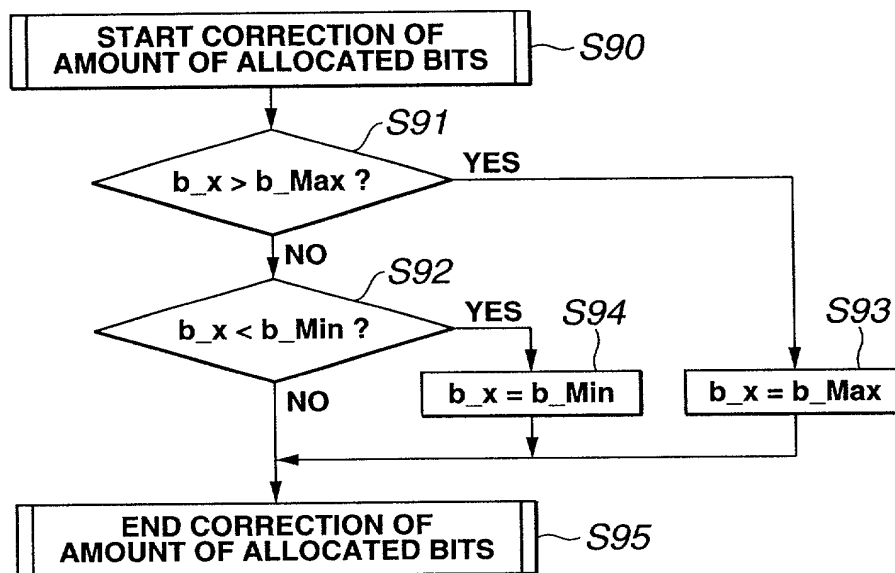 START CORRECTION OF
AMOUNT OF ALLOCATED BITS
S90
S91
b_x > b_Max ?
YES
NO
S92
b_x < b_Min ?
YES
S94
S93
b_x = b_Min
b_x = b_Max
NO
END CORRECTION OF
AMOUNT OF ALLOCATED BITS
S95